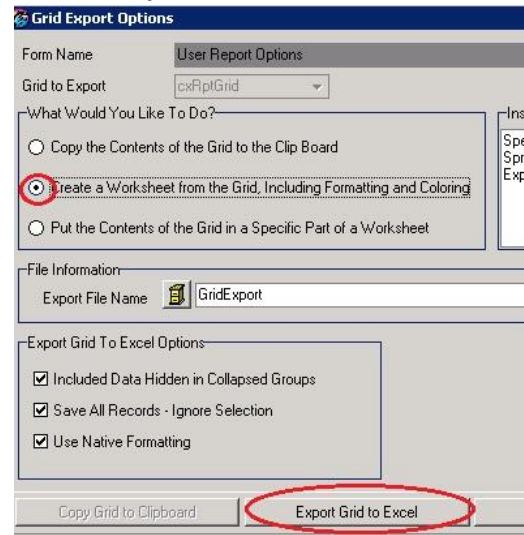 Grid Export Options
Form Name User Report Options
Grid to Export cxRptGrid
What Would You Like To Do?
Copy the Contents of the Grid to the Clip Board
Create a Worksheet from the Grid, Including Formatting and Coloring
Put the Contents of the Grid in a Specific Part of a Worksheet
Ins
Spe
Spr
Exp
File Information
Export File Name GridExport
Export Grid To Excel Options
Included Data Hidden in Collapsed Groups
Save All Records - Ignore Selection
Use Native Formatting
Copy Grid to Clipboard Export Grid to Excel